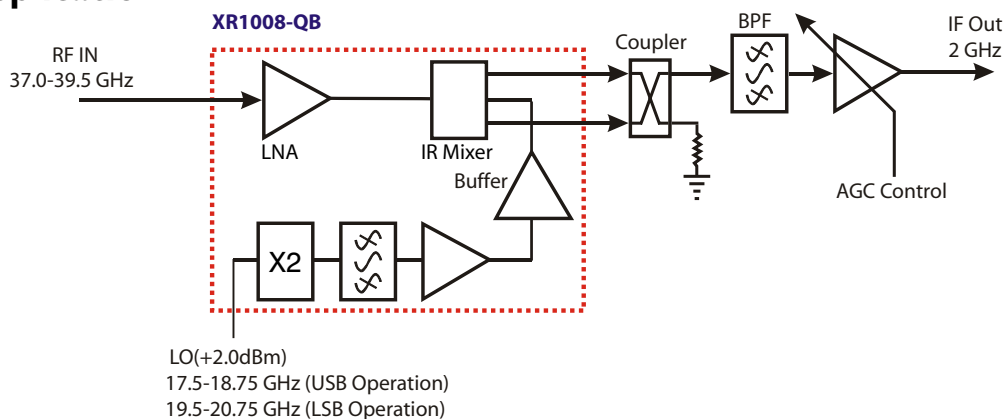 XR1008-QB
RF IN
37.0-39.5 GHz
LNA
IR Mixer
Buffer
X2
LO(+2.0dBm)
17.5-18.75 GHz (USB Operation)
19.5-20.75 GHz (LSB Operation)
Coupler
BPF
IF Out
2 GHz
AGC Control